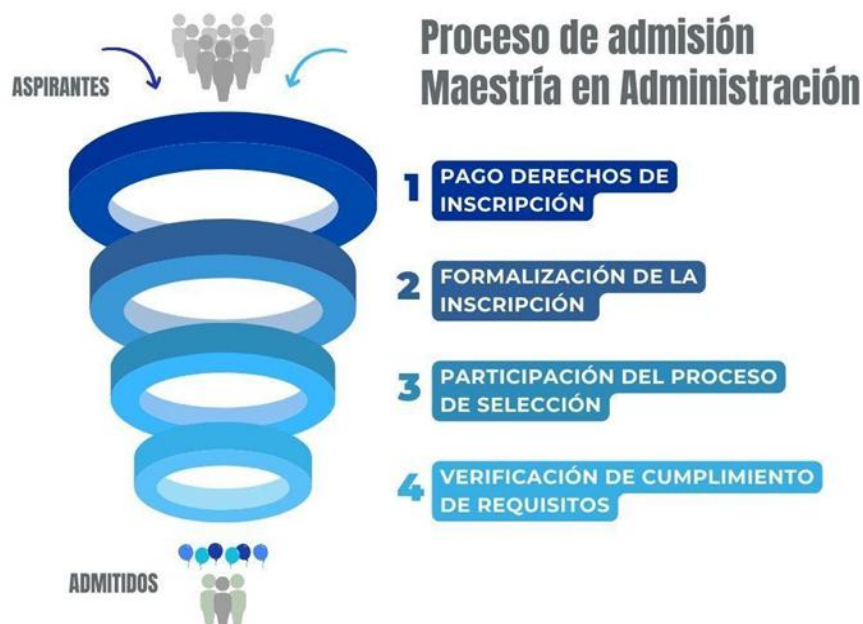 Proceso de admisión
Maestría en Administración
ASPIRANTES
1 PAGO DERECHOS DE
INSCRIPCIÓN
2 FORMALIZACIÓN DE LA
INSCRIPCIÓN
3 PARTICIPACIÓN DEL PROCESO
DE SELECCIÓN
4 VERIFICACIÓN DE CUMPLIMIENTO
DE REQUISITOS
ADMITIDOS